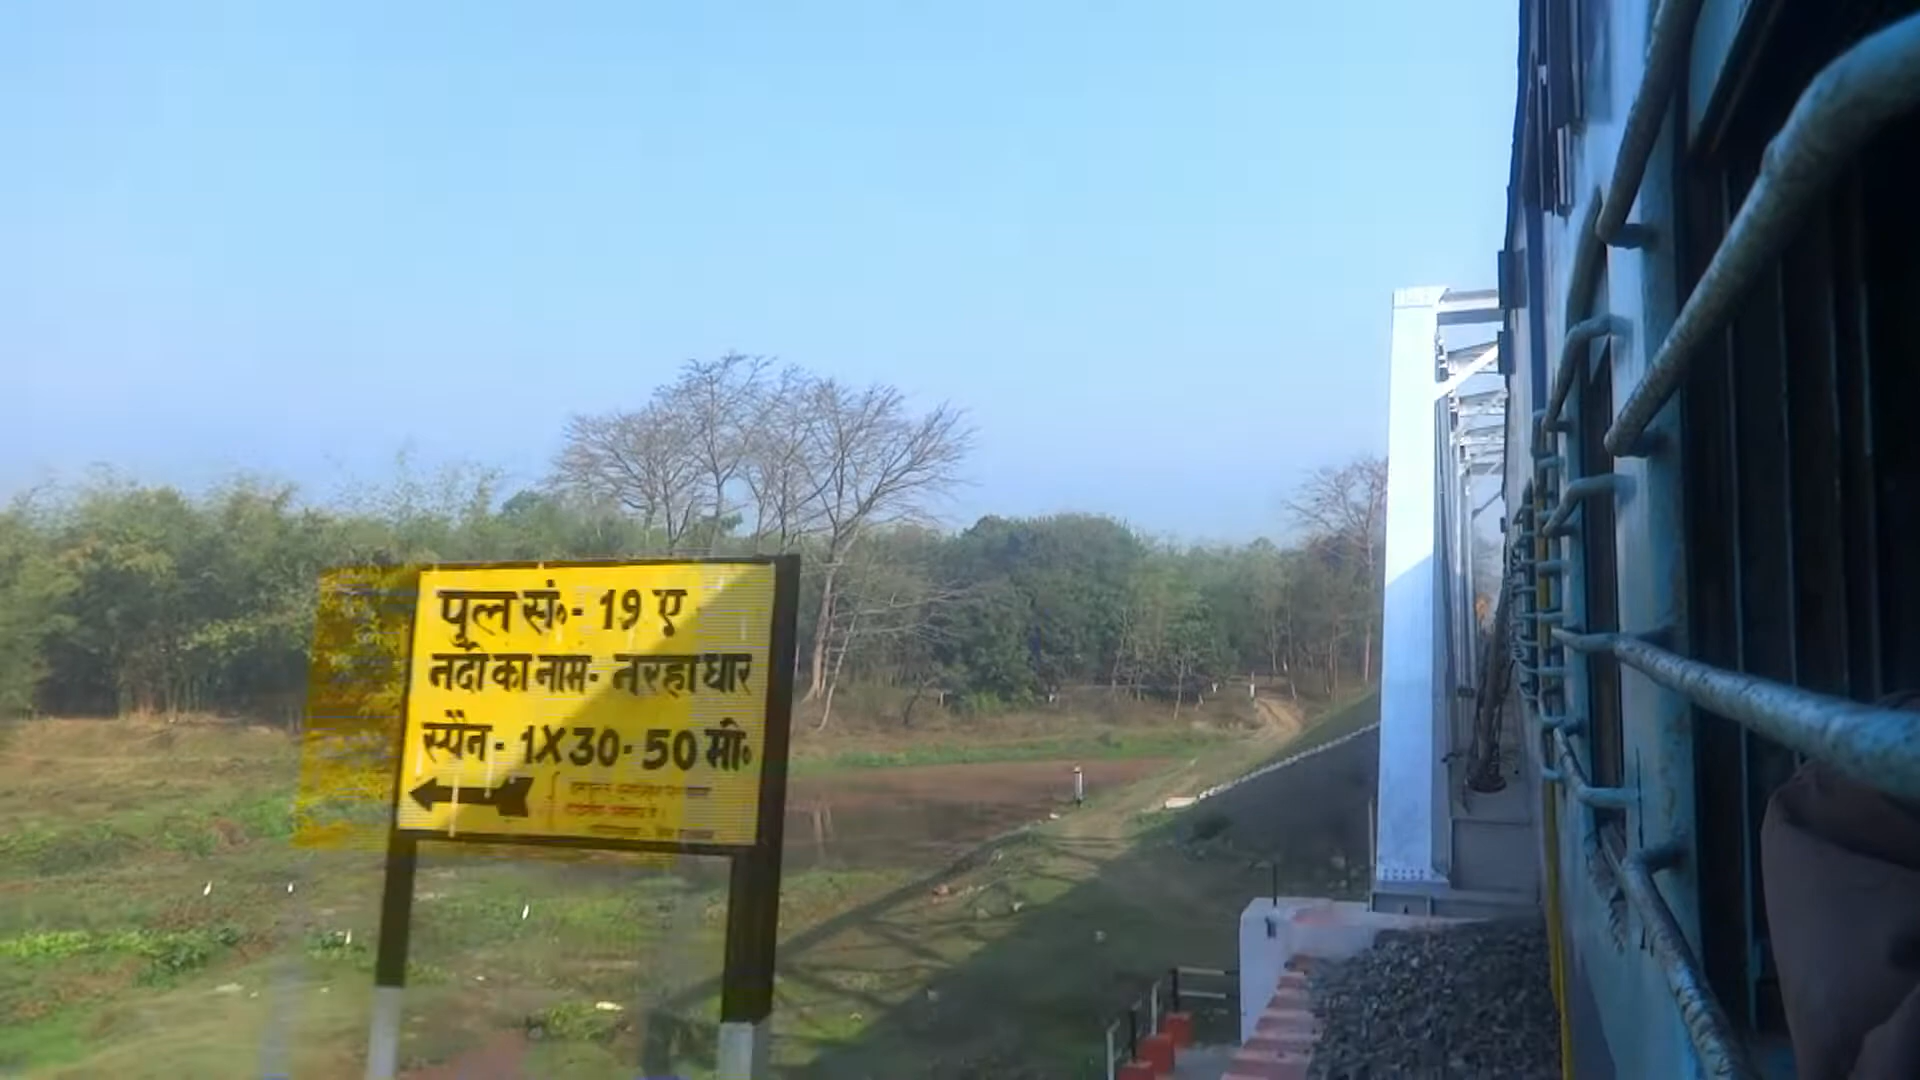 पूल सं॰- 19 ए
नदी का नाम- नरहा धार
स्पैन- 1X30·50 मी॰